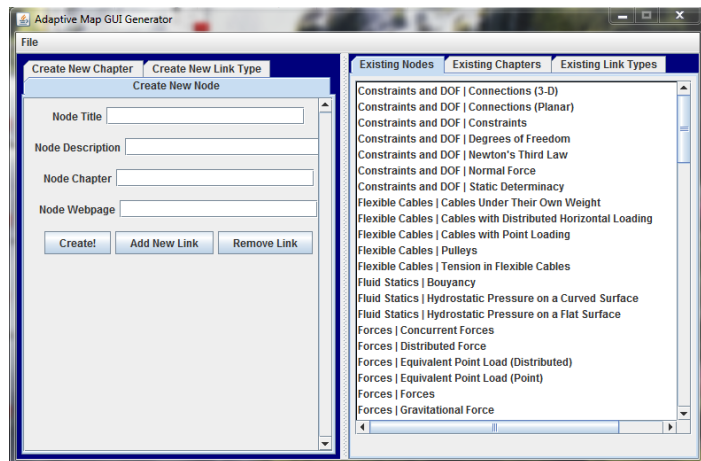 Adaptive Map GUI Generator
File
Create New Chapter
Create New Link Type
Create New Node
Node Title
Node Description
Node Chapter
Node Webpage
Create!
Add New Link
Remove Link
Existing Nodes
Existing Chapters
Existing Link Types
Constraints and DOF | Connections (3-D)
Constraints and DOF | Connections (Planar)
Constraints and DOF | Constraints
Constraints and DOF | Degrees of Freedom
Constraints and DOF | Newton's Third Law
Constraints and DOF | Normal Force
Constraints and DOF | Static Determinacy
Flexible Cables | Cables Under Their Own Weight
Flexible Cables | Cables with Distributed Horizontal Loading
Flexible Cables | Cables with Point Loading
Flexible Cables | Pulleys
Flexible Cables | Tension in Flexible Cables
Fluid Statics | Bouyancy
Fluid Statics | Hydrostatic Pressure on a Curved Surface
Fluid Statics | Hydrostatic Pressure on a Flat Surface
Forces | Concurrent Forces
Forces | Distributed Force
Forces | Equivalent Point Load (Distributed)
Forces | Equivalent Point Load (Point)
Forces | Forces
Forces | Gravitational Force